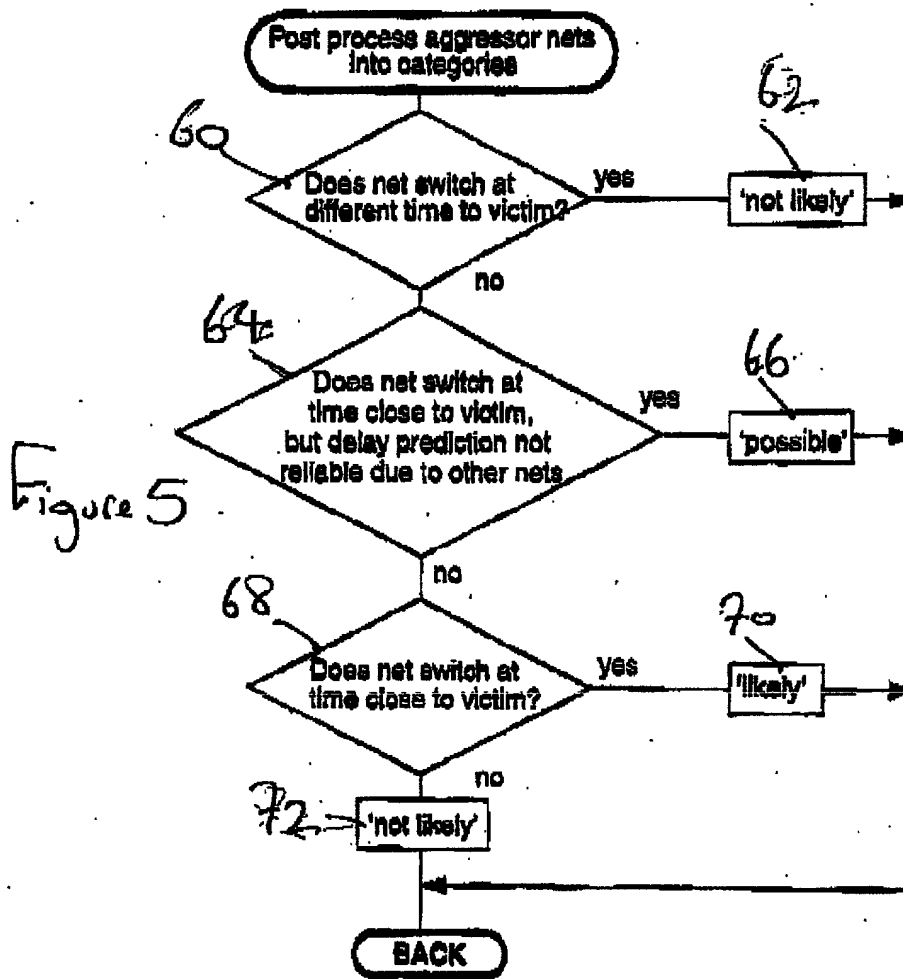 Post process aggressor nets
into categories
60
62
Does net switch at
different time to victim?
yes
'not likely'
no
64
66
Does net switch at
time close to victim,
but delay prediction not
reliable due to other nets
yes
'possible'
Figure 5
no
68
70
Does net switch at
time close to victim?
yes
'likely'
no
72
'not likely'
BACK